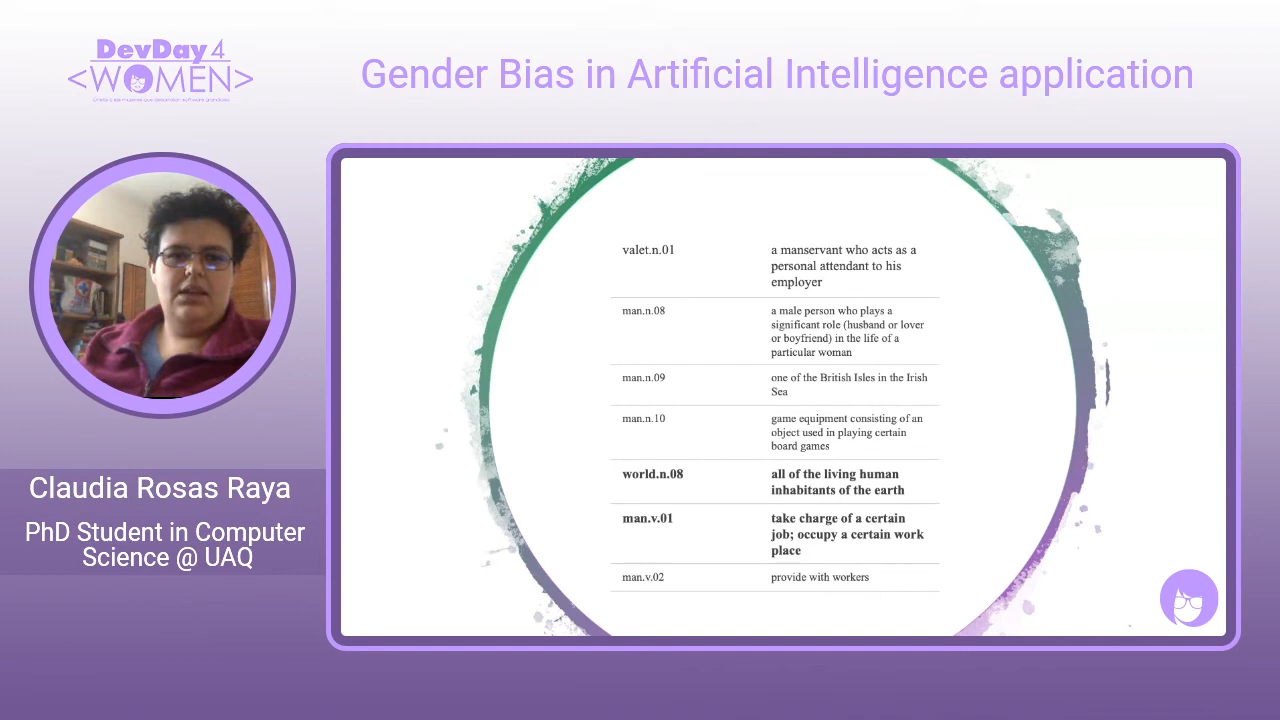 DevDay 4
<WOMEN>
Gender Bias in Artificial Intelligence application
Claudia Rosas Raya
PhD Student in Computer
Science @ UAQ
valet.n.01 a manservant who acts as a
personal attendant to his
employer
man.n.08 a male person who plays a
significant role (husband or lover
or boyfriend) in the life of a
particular woman
man.n.09 one of the British Isles in the Irish
Sea
man.n.10 game equipment consisting of an
object used in playing certain
board games
world.n.08 all of the living human
inhabitants of the earth
man.v.01 take charge of a certain
job; occupy a certain work
place
man.v.02 provide with workers